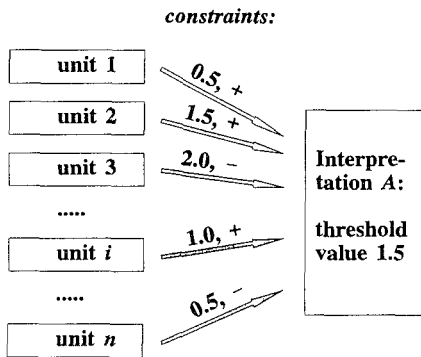 constraints:
unit 1
0.5, +
unit 2
1.5, +
unit 3
2.0, −
.....
unit i
1.0, +
.....
unit n
0.5, −
Interpre-
tation A:
threshold
value 1.5